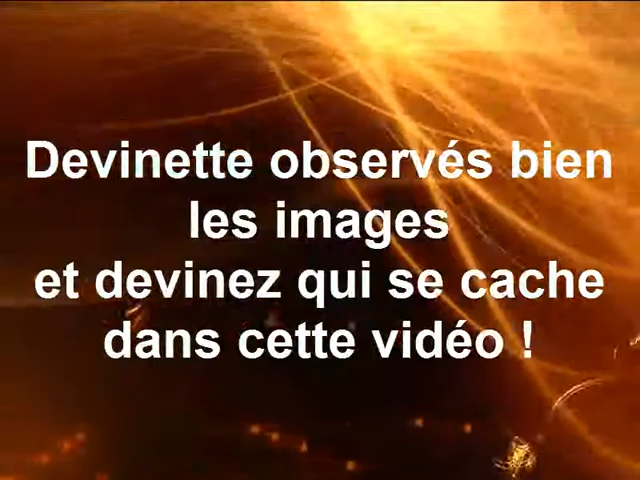 Devinette observés bien
les images
et devinez qui se cache
dans cette vidéo !